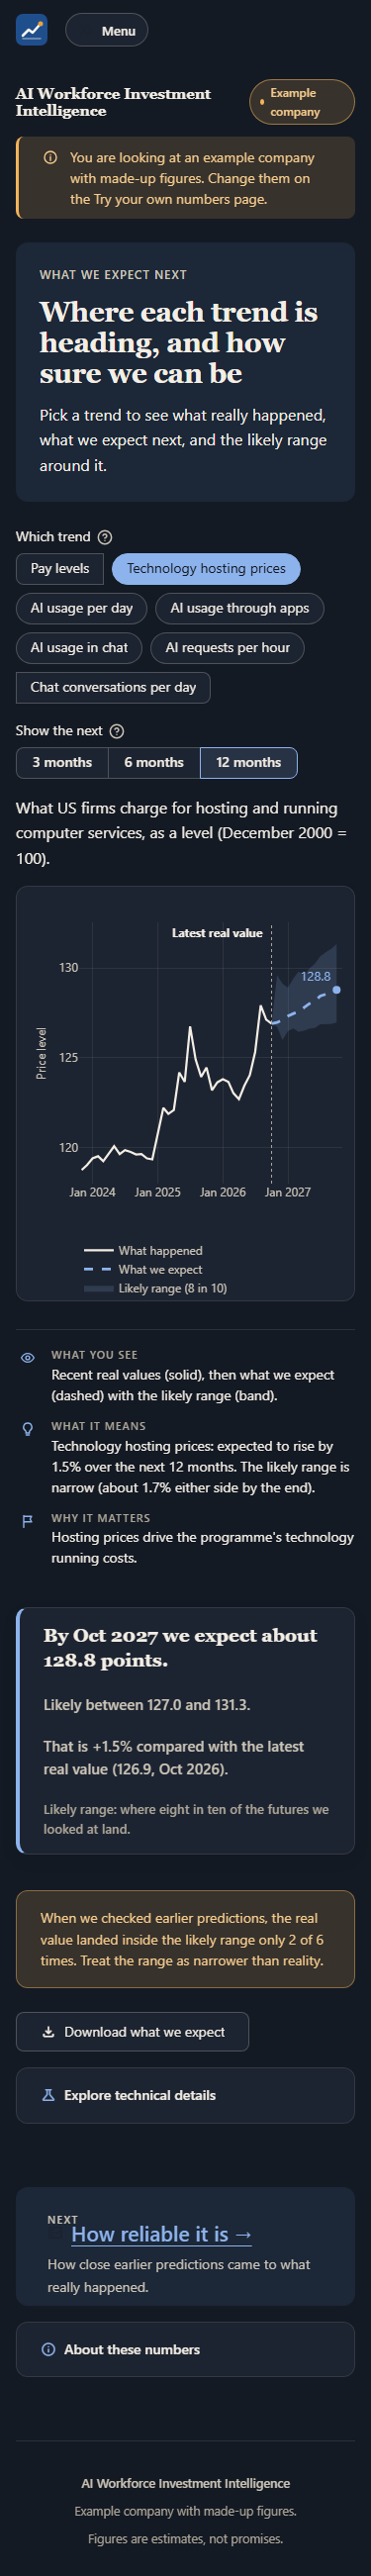 Menu
AI Workforce Investment
Intelligence
Example
company
You are looking at an example company
with made-up figures. Change them on
the Try your own numbers page.
WHAT WE EXPECT NEXT
Where each trend is
heading, and how
sure we can be
Pick a trend to see what really happened,
what we expect next, and the likely range
around it.
Which trend
Pay levels
Technology hosting prices
AI usage per day
AI usage through apps
AI usage in chat
AI requests per hour
Chat conversations per day
Show the next
3 months
6 months
12 months
What US firms charge for hosting and running
computer services, as a level (December 2000 =
100).
Latest real value
128.8
130
125
120
Price level
Jan 2024
Jan 2025
Jan 2026
Jan 2027
What happened
What we expect
Likely range (8 in 10)
WHAT YOU SEE
Recent real values (solid), then what we expect
(dashed) with the likely range (band).
WHAT IT MEANS
Technology hosting prices: expected to rise by
1.5% over the next 12 months. The likely range is
narrow (about 1.7% either side by the end).
WHY IT MATTERS
Hosting prices drive the programme's technology
running costs.
By Oct 2027 we expect about
128.8 points.
Likely between 127.0 and 131.3.
That is +1.5% compared with the latest
real value (126.9, Oct 2026).
Likely range: where eight in ten of the futures we
looked at land.
When we checked earlier predictions, the real
value landed inside the likely range only 2 of 6
times. Treat the range as narrower than reality.
Download what we expect
Explore technical details
NEXT
How reliable it is →
How close earlier predictions came to what
really happened.
About these numbers
AI Workforce Investment Intelligence
Example company with made-up figures.
Figures are estimates, not promises.